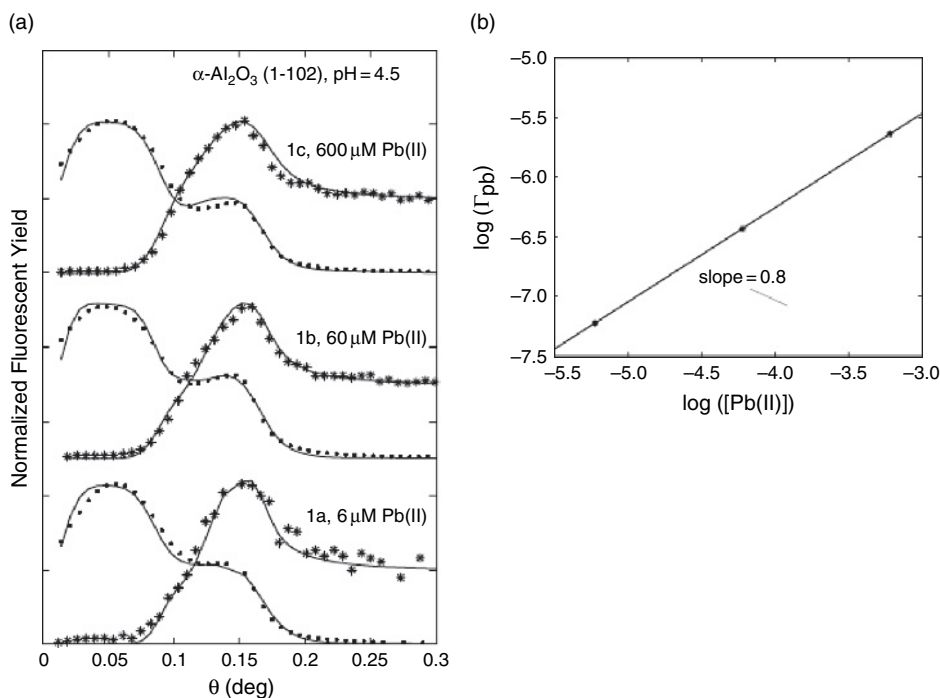 (a)
α-Al₂O₃ (1-102), pH = 4.5
1c, 600 μM Pb(II)
1b, 60 μM Pb(II)
1a, 6 μM Pb(II)
Normalized Fluorescent Yield
0 0.05 0.1 0.15 0.2 0.25 0.3
θ (deg)
(b)
−5.0
−5.5
−6.0
−6.5
−7.0
−7.5
log (Γpb)
slope = 0.8
−5.5 −5.0 −4.5 −4.0 −3.5 −3.0
log ([Pb(II)])